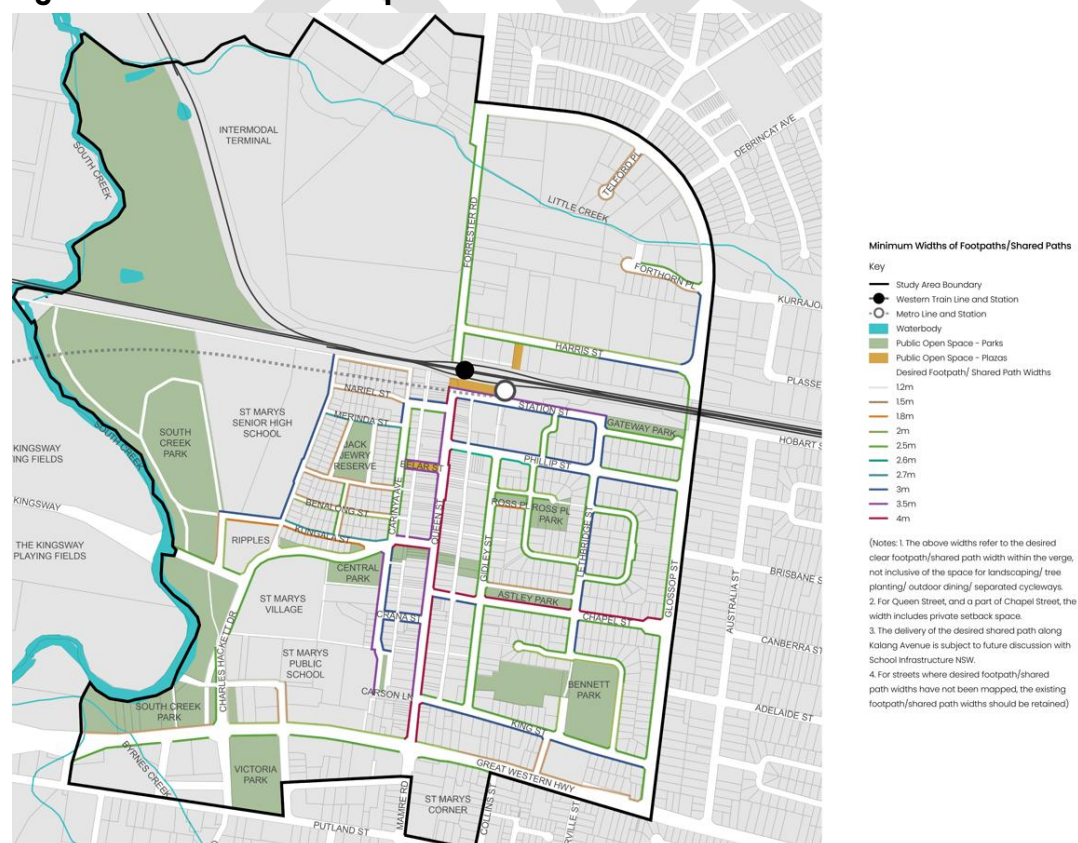 INTERMODAL
TERMINAL
SOUTH CREEK
DEBRINCAT AVE
TELFORD PL
LITTLE CREEK
FORRESTER RD
FORTHORN PL
HARRIS ST
NARIEL ST
STATION ST
GATEWAY PARK
HOBART
MERINDA ST
ST MARYS
SENIOR HIGH
SCHOOL
SOUTH
CREEK
PARK
SOUTH CREEK
KINGSWAY
JACK
JEWRY
RESERVE
BELAR ST
PHILLIP ST
CARINYA AVE
QUEEN ST
BENALONG ST
ROSS PL
ROSS PL
PARK
KINGSWAY
KUNGALA ST
GIDLEY ST
LETHBRIDGE ST
GLOSSOP ST
AUSTRALIA ST
BRISBANE S
THE KINGSWAY
PLAYING FIELDS
RIPPLES
CENTRAL
PARK
ST MARYS
VILLAGE
ASTLEY PARK
CHAPEL ST
CRANA ST
CANBERRA ST
CHARLES HACKETT DR
ST MARYS
PUBLIC
SCHOOL
CARSON LN
BENNETT
PARK
SOUTH CREEK
PARK
KING ST
ADELAIDE ST
BYRNES CREEK
VICTORIA
PARK
GREAT WESTERN HWY
MAMRE RD
ST MARYS
CORNER
COLLINS ST
PUTLAND ST
Minimum Widths of Footpaths/Shared Paths
Key
Study Area Boundary
Western Train Line and Station
Metro Line and Station
Waterbody
Public Open Space - Parks
Public Open Space - Plazas
Desired Footpath/ Shared Path Widths
1.2m
1.5m
1.8m
2m
2.5m
2.6m
2.7m
3m
3.5m
4m
(Notes: 1. The above widths refer to the desired
clear footpath/shared path width within the verge,
not inclusive of the space for landscaping/ tree
planting/ outdoor dining/ separated cycleways.
2. For Queen Street, and a part of Chapel Street, the
width includes private setback space.
3. The delivery of the desired shared path along
Kalang Avenue is subject to future discussion with
School Infrastructure NSW.
4. For streets where desired footpath/shared
path widths have not been mapped, the existing
footpath/shared path widths should be retained)